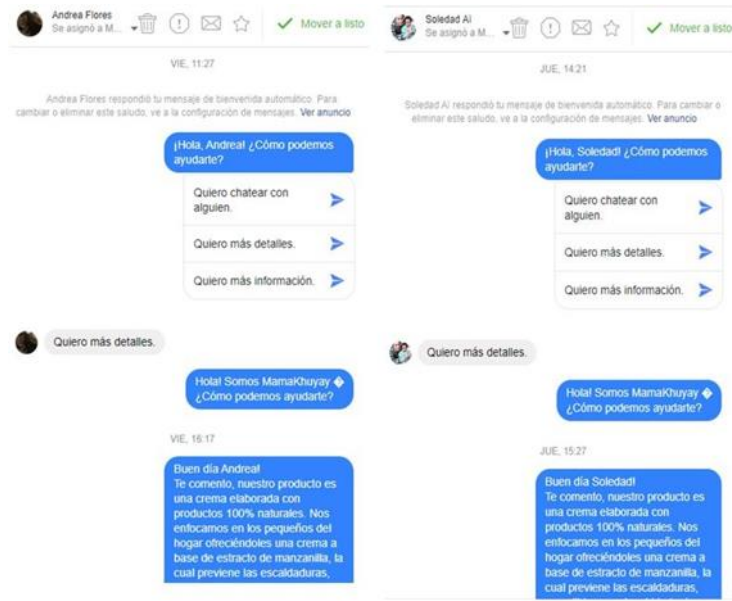 Andrea Flores
Se asignó a M...
Mover a listo
VIE, 11:27
Andrea Flores respondió tu mensaje de bienvenida automático. Para
cambiar o eliminar este saludo, ve a la configuración de mensajes. Ver anuncio
¡Hola, Andrea! ¿Cómo podemos
ayudarte?
Quiero chatear con
alguien.
Quiero más detalles.
Quiero más información.
Quiero más detalles.
Hola! Somos MamaKhuyay �
¿Cómo podemos ayudarte?
VIE, 16:17
Buen día Andrea!
Te comento, nuestro producto es
una crema elaborada con
productos 100% naturales. Nos
enfocamos en los pequeños del
hogar ofreciéndoles una crema a
base de estracto de manzanilla, la
cual previene las escaldaduras,
Soledad Al
Se asignó a M...
Mover a listo
JUE, 14:21
Soledad Al respondió tu mensaje de bienvenida automático. Para cambiar o
eliminar este saludo, ve a la configuración de mensajes. Ver anuncio
¡Hola, Soledad! ¿Cómo podemos
ayudarte?
Quiero chatear con
alguien.
Quiero más detalles.
Quiero más información.
Quiero más detalles.
Hola! Somos MamaKhuyay �
¿Cómo podemos ayudarte?
JUE, 15:27
Buen día Soledad!
Te comento, nuestro producto es
una crema elaborada con
productos 100% naturales. Nos
enfocamos en los pequeños del
hogar ofreciéndoles una crema a
base de estracto de manzanilla, la
cual previene las escaldaduras,